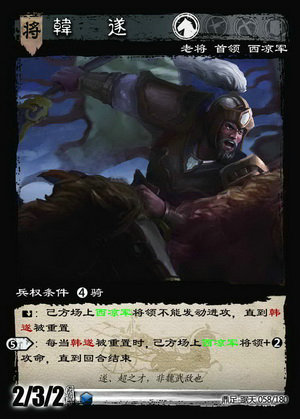 将 韓 遂
老将 首领 西凉军
兵权条件 4 骑
：己方场上西凉军将领不能发动进攻，直到韩
遂被重置
5 ：每当韩遂被重置时，己方场上西凉军将领+2
攻命，直到回合结束
遂、超之才，非魏武敌也
2/3/2
058/180